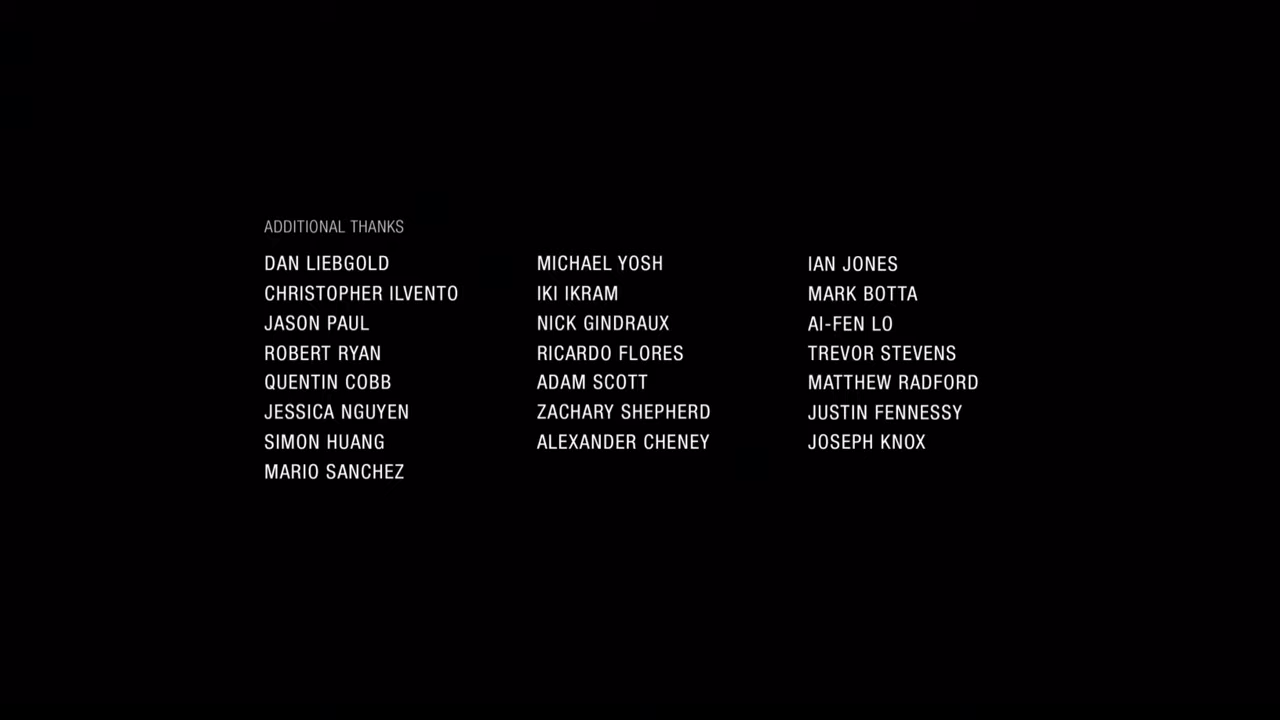 ADDITIONAL THANKS
DAN LIEBGOLD
CHRISTOPHER ILVENTO
JASON PAUL
ROBERT RYAN
QUENTIN COBB
JESSICA NGUYEN
SIMON HUANG
MARIO SANCHEZ
MICHAEL YOSH
IKI IKRAM
NICK GINDRAUX
RICARDO FLORES
ADAM SCOTT
ZACHARY SHEPHERD
ALEXANDER CHENEY
IAN JONES
MARK BOTTA
AI-FEN LO
TREVOR STEVENS
MATTHEW RADFORD
JUSTIN FENNESSY
JOSEPH KNOX